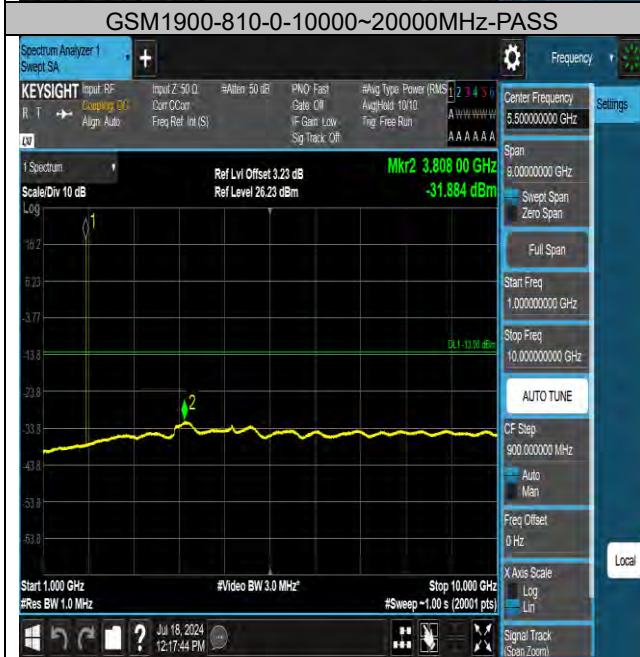 GSM1900-810-0-10000~20000MHz-PASS
Spectrum Analyzer 1
Swept SA
+
Frequency
KEYSIGHT
R T
LXI
Input: RF
Coupling: DC
Align: Auto
Input Z: 50 Ω
Corr CCorr
Freq Ref: Int (S)
#Atten: 50 dB
PNO: Fast
Gate: Off
IF Gain: Low
Sig Track: Off
#Avg Type: Power (RMS
Avg|Hold: 10/10
Trig: Free Run
1 2 3 4 5 6
A W W W W W
A A A A A A
Settings
1 Spectrum
Scale/Div 10 dB
Ref Lvl Offset 3.23 dB
Ref Level 26.23 dBm
Mkr2 3.808 00 GHz
-31.884 dBm
Log
1
16.2
6.23
-3.77
DL1 -13.00 dBm
-13.8
-23.8
2
-33.8
-43.8
-53.8
-63.8
Start 1.000 GHz
#Res BW 1.0 MHz
#Video BW 3.0 MHz*
Stop 10.000 GHz
#Sweep ~1.00 s (20001 pts)
Center Frequency
5.500000000 GHz
Span
9.00000000 GHz
Swept Span
Zero Span
Full Span
Start Freq
1.000000000 GHz
Stop Freq
10.00000000 GHz
AUTO TUNE
CF Step
900.000000 MHz
Auto
Man
Freq Offset
0 Hz
X Axis Scale
Log
Lin
Signal Track
(Span Zoom)
Local
?
Jul 18, 2024
12:17:44 PM